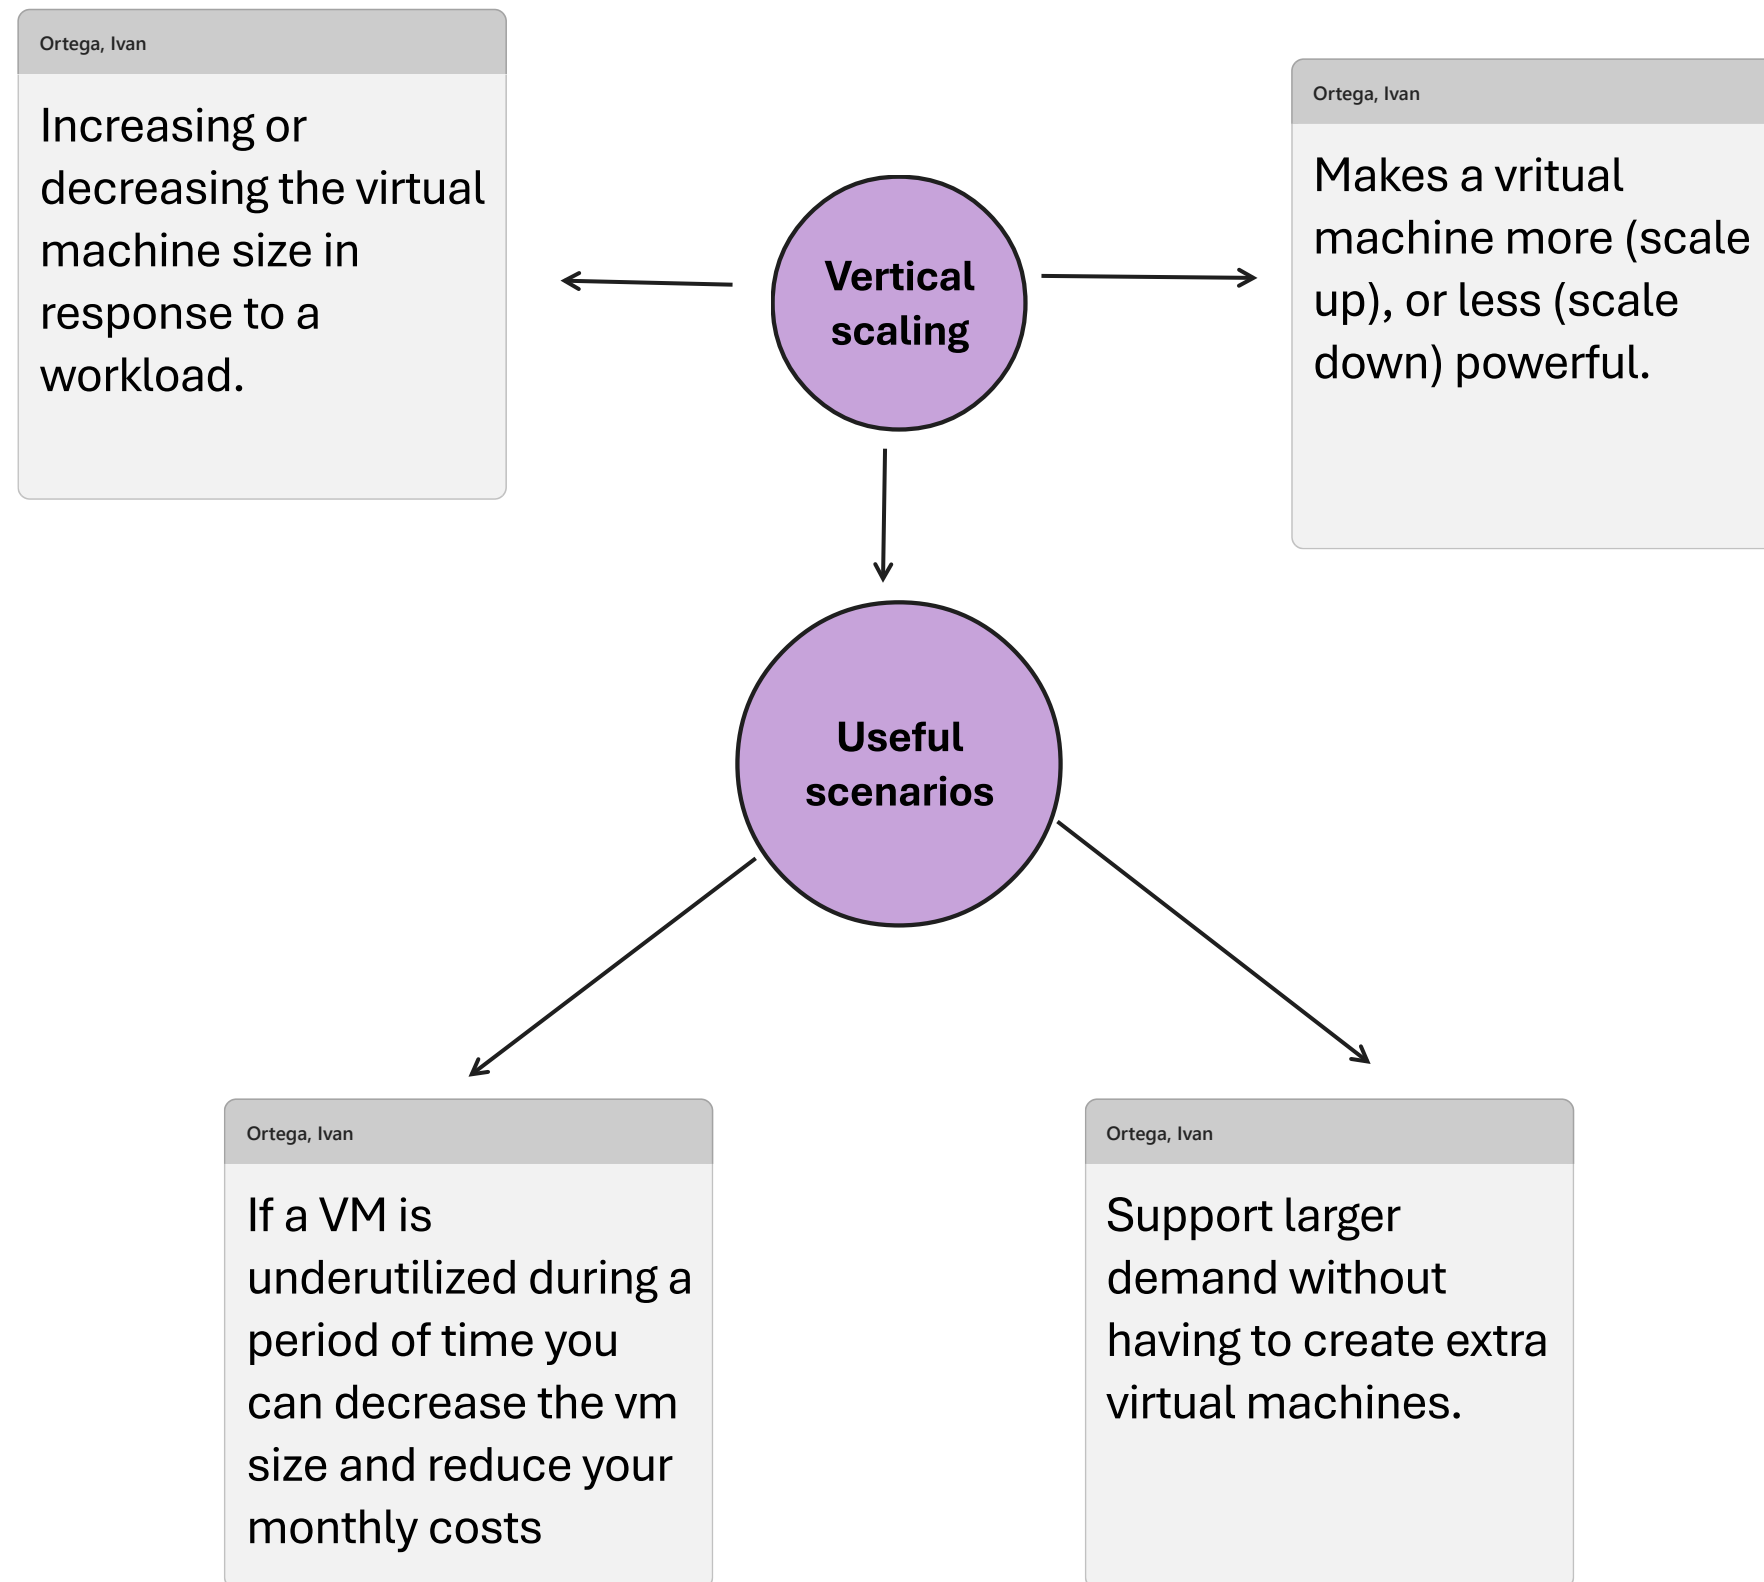 Ortega, Ivan
Increasing or
decreasing the virtual
machine size in
response to a
workload.
Vertical
scaling
Ortega, Ivan
Makes a vritual
machine more (scale
up), or less (scale
down) powerful.
Useful
scenarios
Ortega, Ivan
If a VM is
underutilized during a
period of time you
can decrease the vm
size and reduce your
monthly costs
Ortega, Ivan
Support larger
demand without
having to create extra
virtual machines.